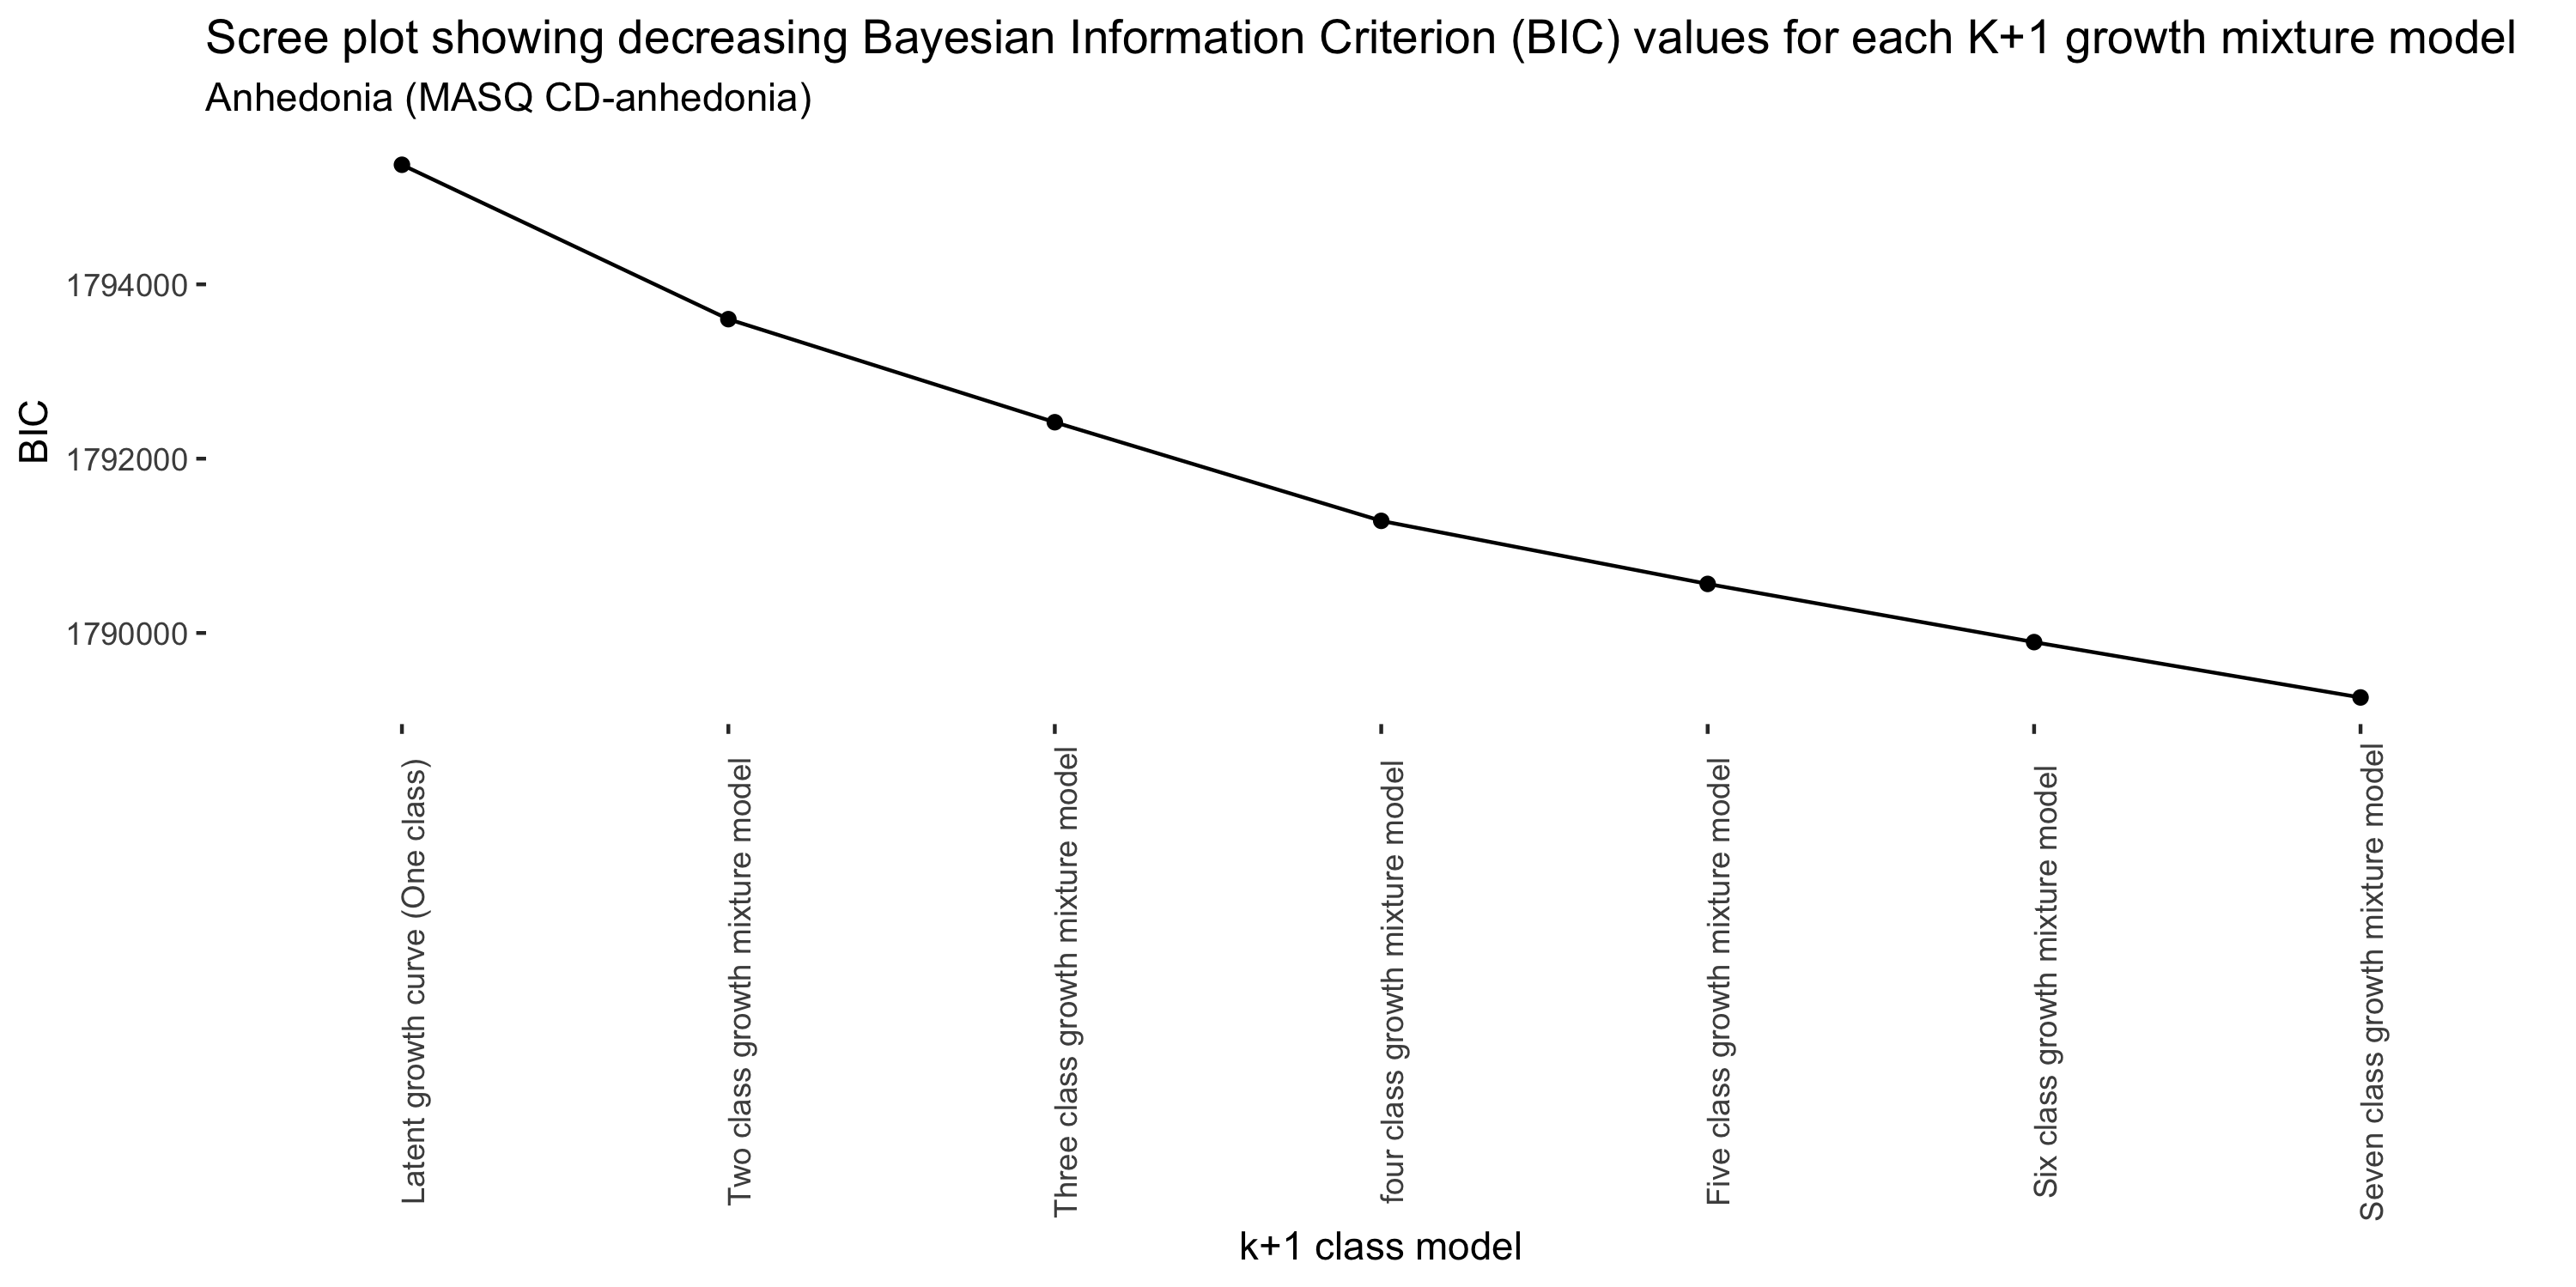 Scree plot showing decreasing Bayesian Information Criterion (BIC) values for each K+1 growth mixture model
Anhedonia (MASQ CD-anhedonia)
BIC
1794000
1792000
1790000
Latent growth curve (One class)
Two class growth mixture model
Three class growth mixture model
four class growth mixture model
Five class growth mixture model
Six class growth mixture model
Seven class growth mixture model
k+1 class model